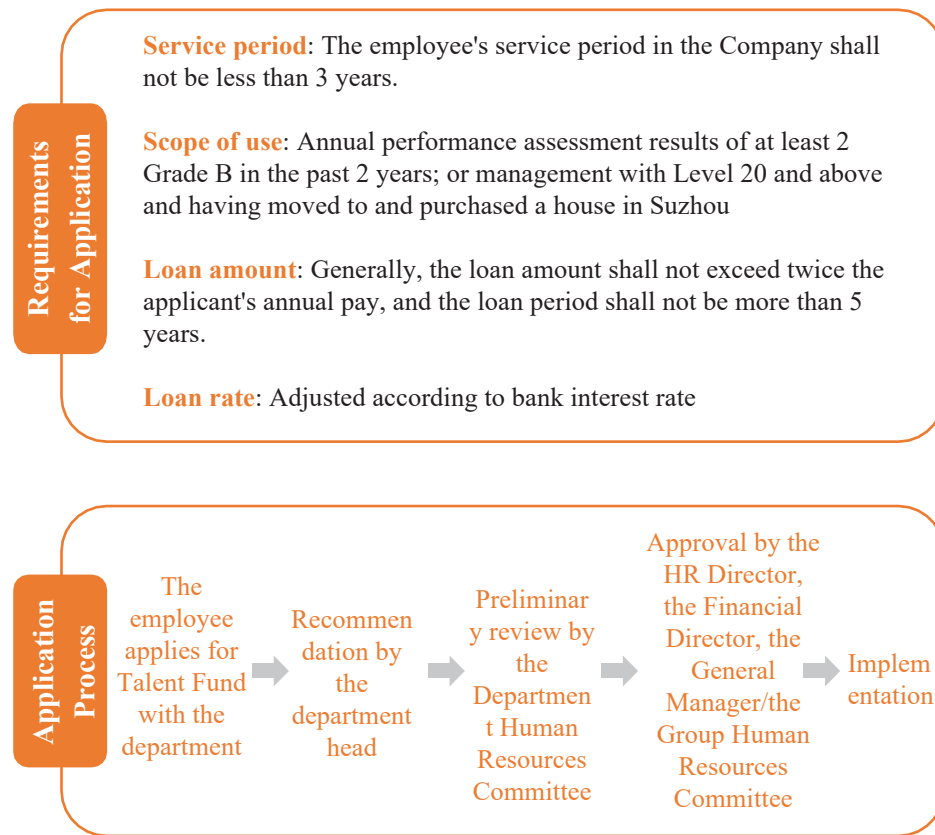 Requirements
for Application
Service period: The employee's service period in the Company shall
not be less than 3 years.
Scope of use: Annual performance assessment results of at least 2
Grade B in the past 2 years; or management with Level 20 and above
and having moved to and purchased a house in Suzhou
Loan amount: Generally, the loan amount shall not exceed twice the
applicant's annual pay, and the loan period shall not be more than 5
years.
Loan rate: Adjusted according to bank interest rate
Application
Process
The
employee
applies for
Talent Fund
with the
department
Recommen
dation by
the
department
head
Preliminar
y review by
the
Departmen
t Human
Resources
Committee
Approval by the
HR Director,
the Financial
Director, the
General
Manager/the
Group Human
Resources
Committee
Implem
entation